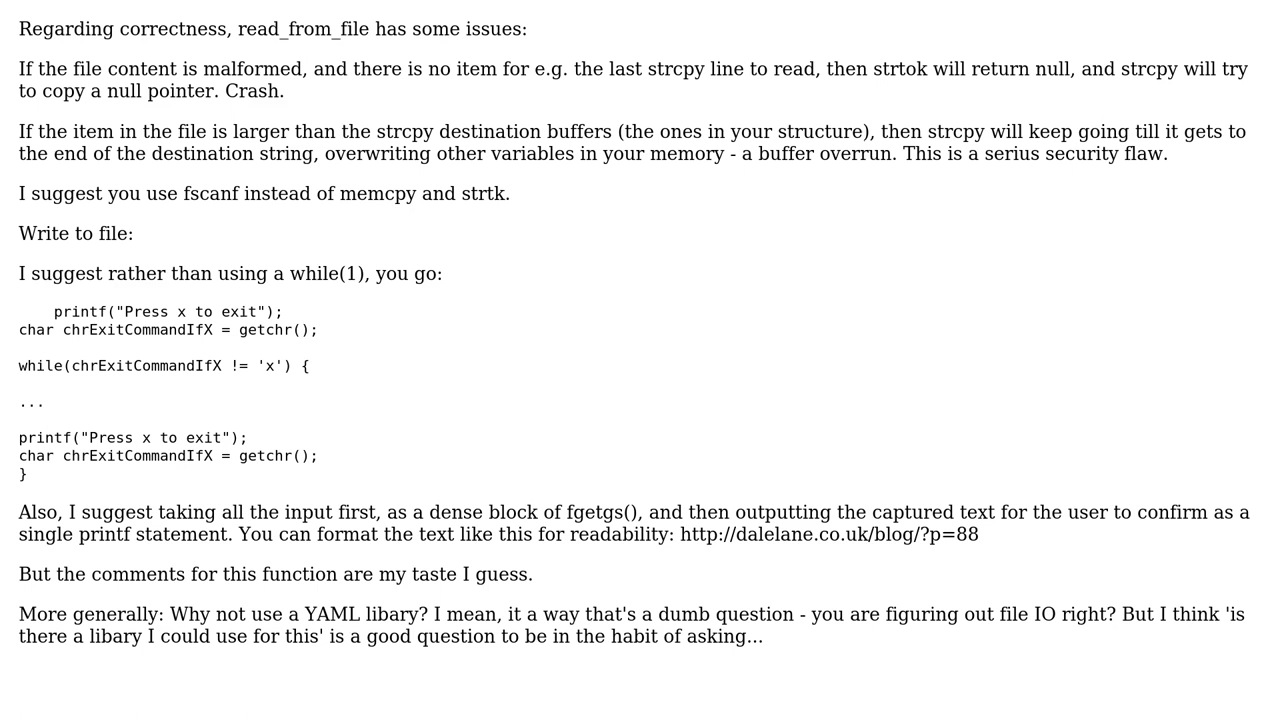 Regarding correctness, read_from_file has some issues:
If the file content is malformed, and there is no item for e.g. the last strcpy line to read, then strtok will return null, and strcpy will try
to copy a null pointer. Crash.
If the item in the file is larger than the strcpy destination buffers (the ones in your structure), then strcpy will keep going till it gets to
the end of the destination string, overwriting other variables in your memory - a buffer overrun. This is a serius security flaw.
I suggest you use fscanf instead of memcpy and strtk.
Write to file:
I suggest rather than using a while(1), you go:
    printf("Press x to exit");
char chrExitCommandIfX = getchr();
while(chrExitCommandIfX != 'x') {
...
printf("Press x to exit");
char chrExitCommandIfX = getchr();
}
Also, I suggest taking all the input first, as a dense block of fgetgs(), and then outputting the captured text for the user to confirm as a
single printf statement. You can format the text like this for readability: http://dalelane.co.uk/blog/?p=88
But the comments for this function are my taste I guess.
More generally: Why not use a YAML libary? I mean, it a way that's a dumb question - you are figuring out file IO right? But I think 'is
there a libary I could use for this' is a good question to be in the habit of asking...